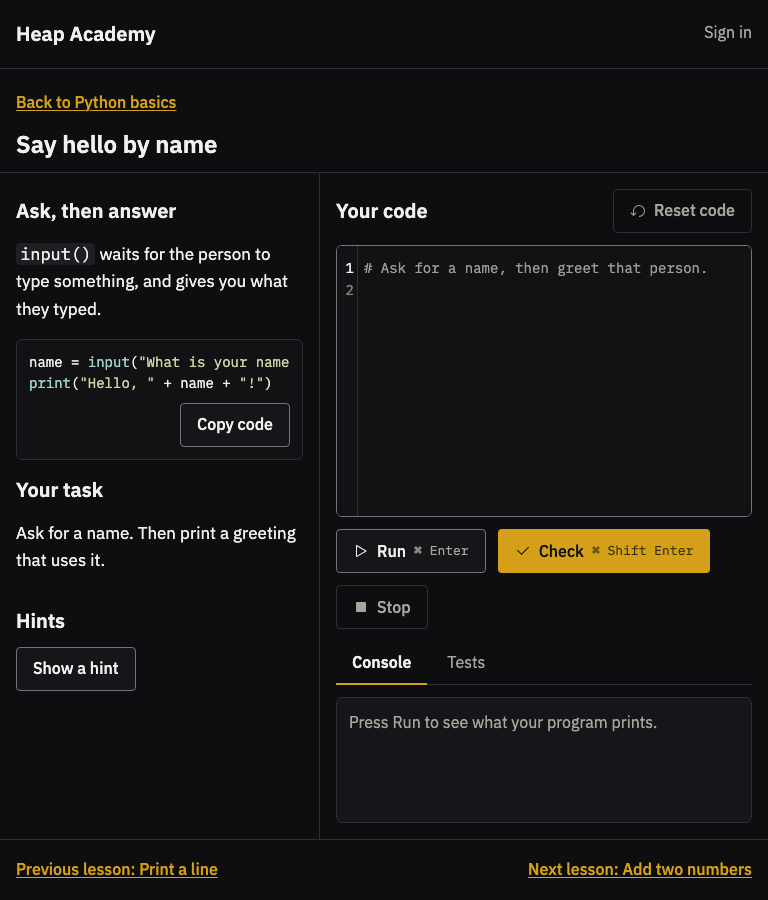 Heap Academy
Sign in
Back to Python basics
Say hello by name
Ask, then answer
input() waits for the person to
type something, and gives you what
they typed.
name = input("What is your name
print("Hello, " + name + "!")
Copy code
Your task
Ask for a name. Then print a greeting
that uses it.
Hints
Show a hint
Your code
Reset code
1 # Ask for a name, then greet that person.
2
Run ⌘ Enter
Check ⌘ Shift Enter
Stop
Console
Tests
Press Run to see what your program prints.
Previous lesson: Print a line
Next lesson: Add two numbers